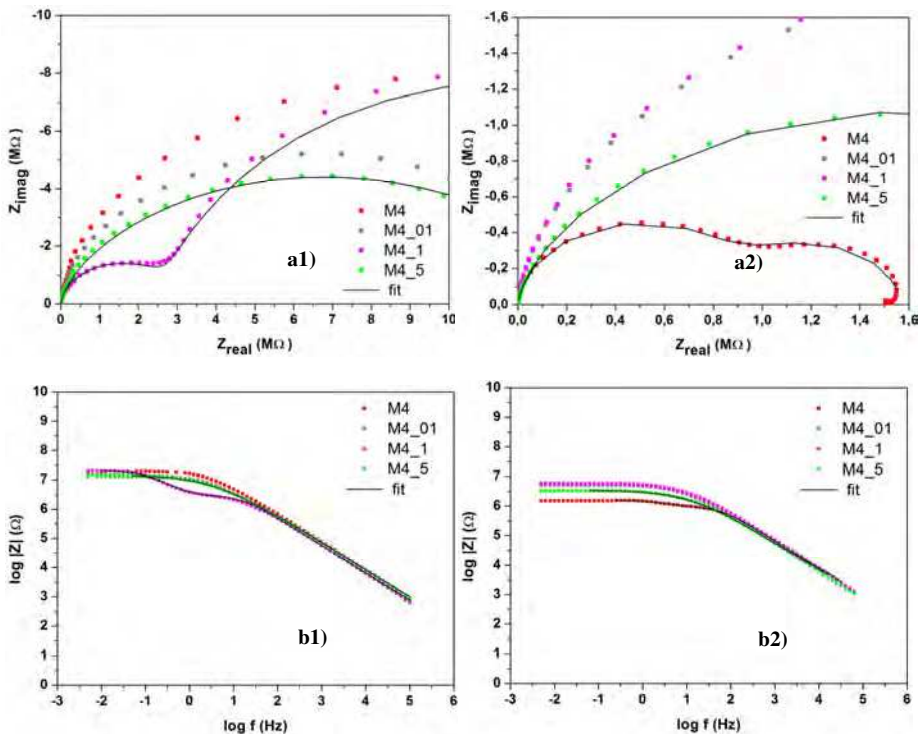 -10
-8
-6
-4
-2
0
Z_imag (MΩ)
0 1 2 3 4 5 6 7 8 9 10
Z_real (MΩ)
a1)
M4
M4_01
M4_1
M4_5
fit
-1,6
-1,4
-1,2
-1,0
-0,8
-0,6
-0,4
-0,2
0,0
Z_imag (MΩ)
0,0 0,2 0,4 0,6 0,8 1,0 1,2 1,4 1,6
Z_real (MΩ)
a2)
M4
M4_01
M4_1
M4_5
fit
10
9
8
7
6
5
4
3
2
1
0
log |Z| (Ω)
-3 -2 -1 0 1 2 3 4 5 6
log f (Hz)
b1)
M4
M4_01
M4_1
M4_5
fit
10
9
8
7
6
5
4
3
2
1
0
log |Z| (Ω)
-3 -2 -1 0 1 2 3 4 5 6
log f (Hz)
b2)
M4
M4_01
M4_1
M4_5
fit